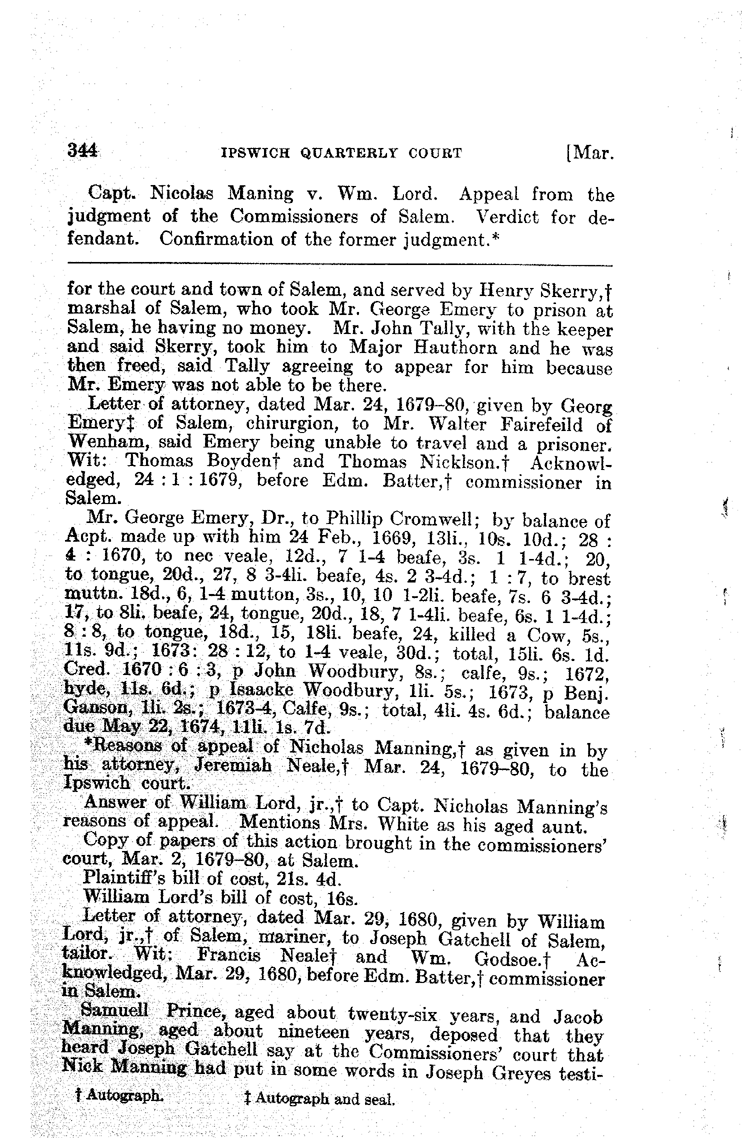 344 IPSWICH QUARTERLY COURT [Mar.
Capt. Nicolas Maning v. Wm. Lord. Appeal from the
judgment of the Commissioners of Salem. Verdict for de-
fendant. Confirmation of the former judgment.*
for the court and town of Salem, and served by Henry Skerry,†
marshal of Salem, who took Mr. George Emery to prison at
Salem, he having no money. Mr. John Tally, with the keeper
and said Skerry, took him to Major Hauthorn and he was
then freed, said Tally agreeing to appear for him because
Mr. Emery was not able to be there.
Letter of attorney, dated Mar. 24, 1679–80, given by Georg
Emery‡ of Salem, chirurgion, to Mr. Walter Fairefeild of
Wenham, said Emery being unable to travel and a prisoner.
Wit: Thomas Boyden† and Thomas Nicklson.† Acknowl-
edged, 24 : 1 : 1679, before Edm. Batter,† commissioner in
Salem.
Mr. George Emery, Dr., to Phillip Cromwell; by balance of
Acpt. made up with him 24 Feb., 1669, 13li., 10s. 10d.; 28 :
4 : 1670, to nec veale, 12d., 7 1-4 beafe, 3s. 1 1-4d.; 20,
to tongue, 20d., 27, 8 3-4li. beafe, 4s. 2 3-4d.; 1 : 7, to brest
muttn. 18d., 6, 1-4 mutton, 3s., 10, 10 1-2li. beafe, 7s. 6 3-4d.;
17, to 8li. beafe, 24, tongue, 20d., 18, 7 1-4li. beafe, 6s. 1 1-4d.;
8 : 8, to tongue, 18d., 15, 18li. beafe, 24, killed a Cow, 5s.,
11s. 9d.; 1673: 28 : 12, to 1-4 veale, 30d.; total, 15li. 6s. 1d.
Cred. 1670 : 6 : 3, p John Woodbury, 8s.; calfe, 9s.; 1672,
hyde, 11s. 6d.; p Isaacke Woodbury, 1li. 5s.; 1673, p Benj.
Ganson, 1li. 2s.; 1673-4, Calfe, 9s.; total, 4li. 4s. 6d.; balance
due May 22, 1674, 11li. 1s. 7d.
*Reasons of appeal of Nicholas Manning,† as given in by
his attorney, Jeremiah Neale,† Mar. 24, 1679–80, to the
Ipswich court.
Answer of William Lord, jr.,† to Capt. Nicholas Manning's
reasons of appeal. Mentions Mrs. White as his aged aunt.
Copy of papers of this action brought in the commissioners'
court, Mar. 2, 1679–80, at Salem.
Plaintiff's bill of cost, 21s. 4d.
William Lord's bill of cost, 16s.
Letter of attorney, dated Mar. 29, 1680, given by William
Lord, jr.,† of Salem, mariner, to Joseph Gatchell of Salem,
tailor. Wit: Francis Neale† and Wm. Godsoe.† Ac-
knowledged, Mar. 29, 1680, before Edm. Batter,† commissioner
in Salem.
Samuell Prince, aged about twenty-six years, and Jacob
Manning, aged about nineteen years, deposed that they
heard Joseph Gatchell say at the Commissioners' court that
Nick Manning had put in some words in Joseph Greyes testi-
† Autograph. ‡ Autograph and seal.